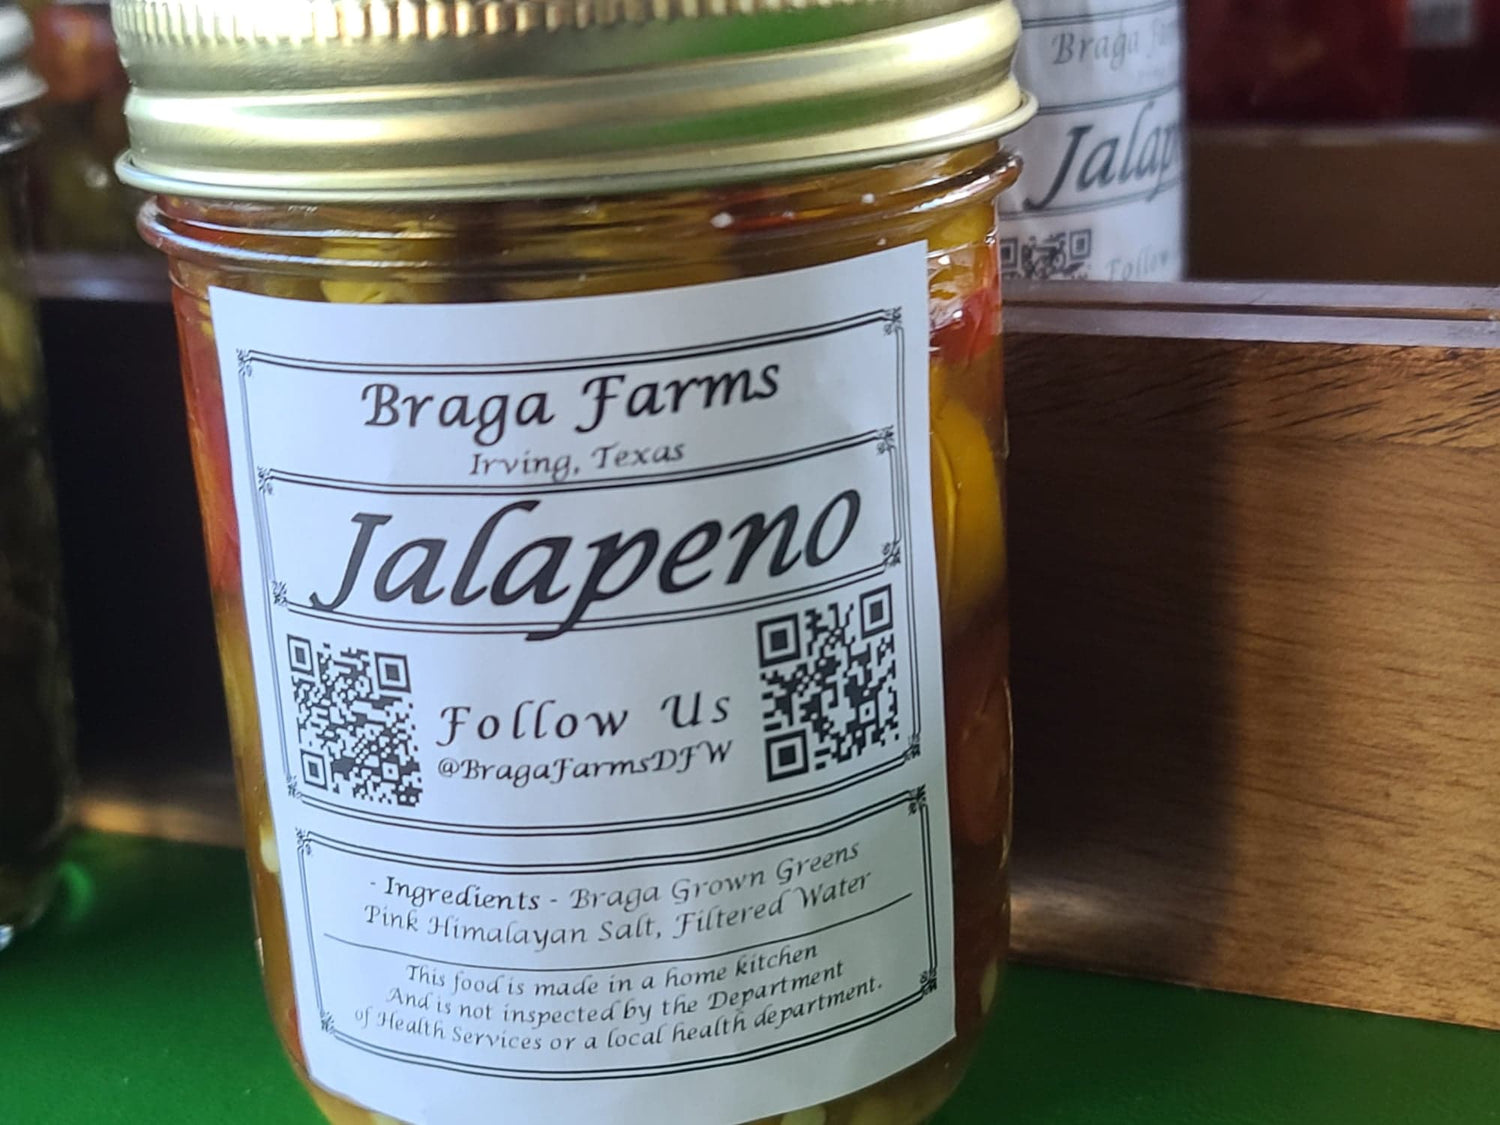 Braga Farms
Irving, Texas
Jalapeno
Follow Us
@BragaFarmsDFW
- Ingredients - Braga Grown Greens
Pink Himalayan Salt, Filtered Water
This food is made in a home kitchen
And is not inspected by the Department
of Health Services or a local health department.
Braga
Jalap
Follow